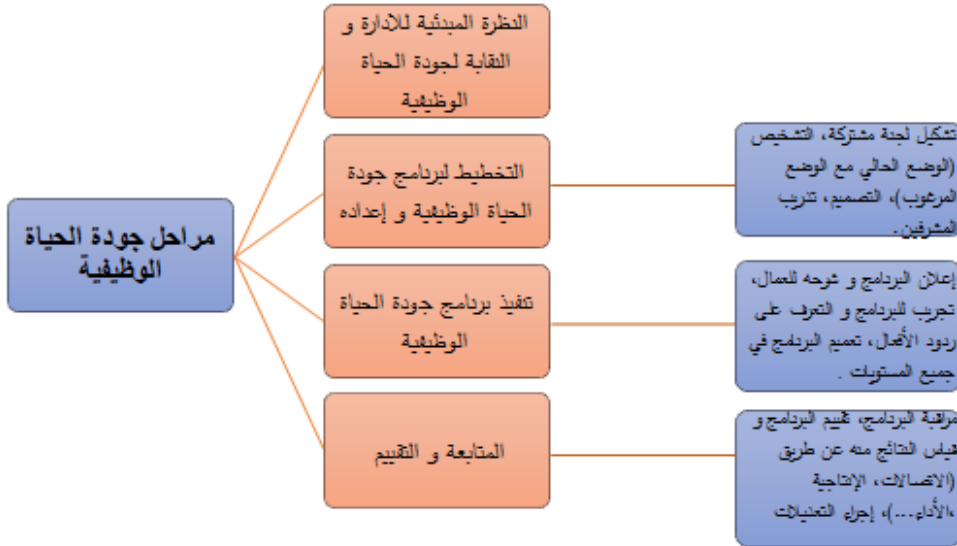 مراحل جودة الحياة
الوظيفية
النظرة المبدئية للادارة و
النقابة لجودة الحياة
الوظيفية
التخطيط لبرنامج جودة
الحياة الوظيفية و إعداده
تنفيذ برنامج جودة الحياة
الوظيفية
المتابعة و التقييم
تشكيل لجنة مشتركة، التشخيص
(الوضع الحالي مع الوضع
المرغوب)، التصميم، تدريب
المشرفين.
إعلان البرنامج و شرحه للعمال،
تجريب للبرنامج و التعرف على
ردود الأفعال، تعميم البرنامج في
جميع المستويات .
مراقبة البرنامج، تقييم البرنامج و
قياس النتائج منه عن طريق
(الاتصالات، الإنتاجية
،الأداء...)، إجراء التعديلات